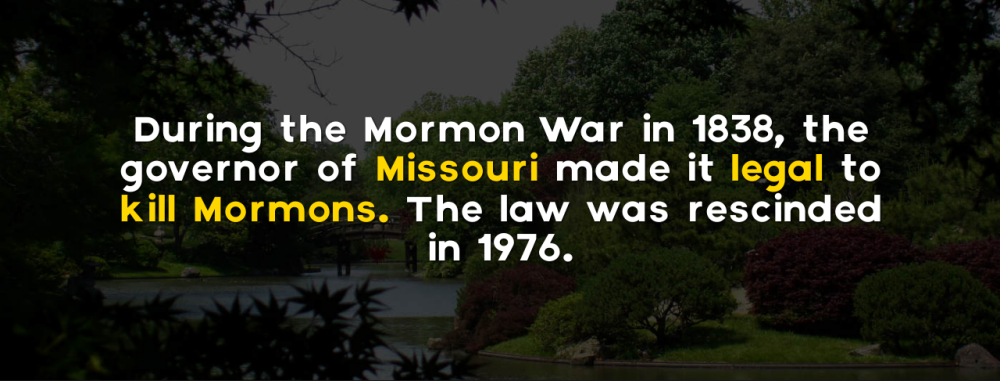 During the Mormon War in 1838, the
governor of Missouri made it legal to
kill Mormons. The law was rescinded
in 1976.